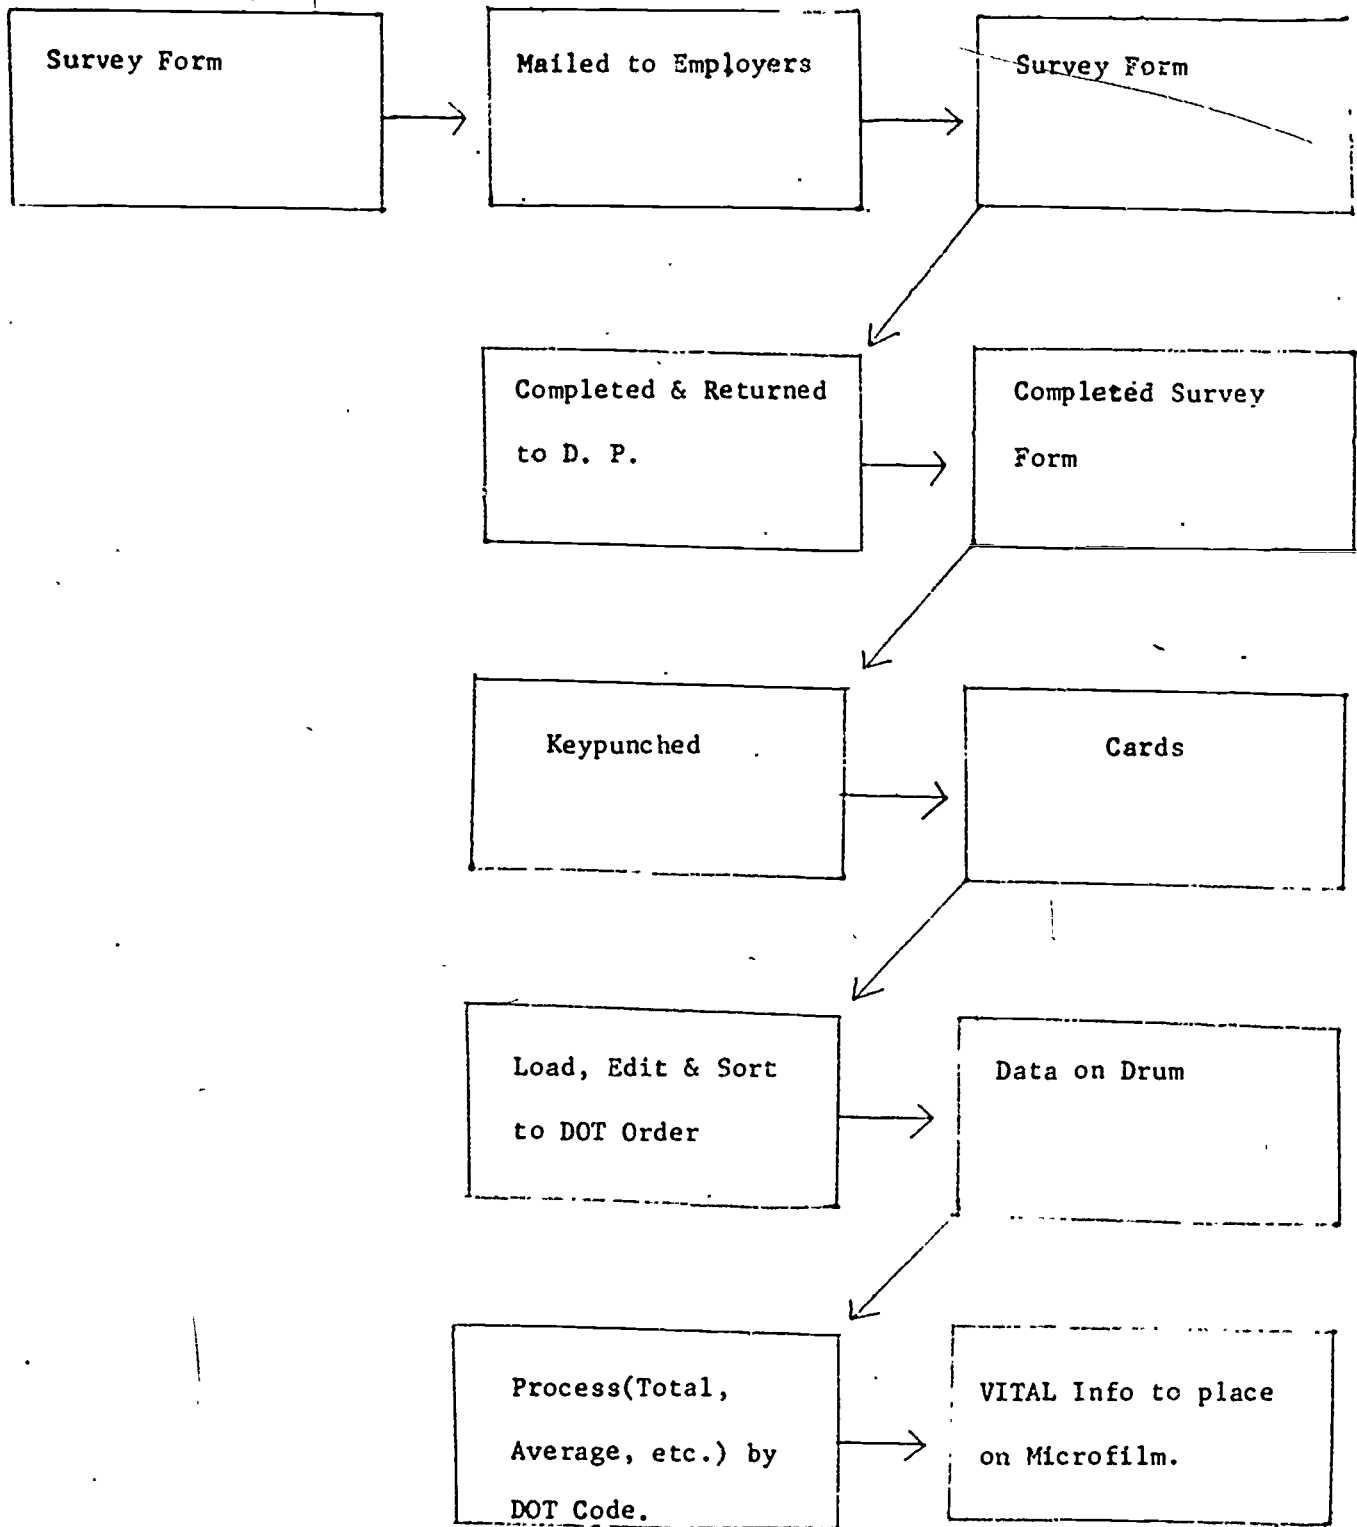 Survey Form
Mailed to Employers
Survey Form
Completed & Returned
to D. P.
Completed Survey
Form
Keypunched
Cards
Load, Edit & Sort
to DOT Order
Data on Drum
Process(Total,
Average, etc.) by
DOT Code.
VITAL Info to place
on Microfilm.